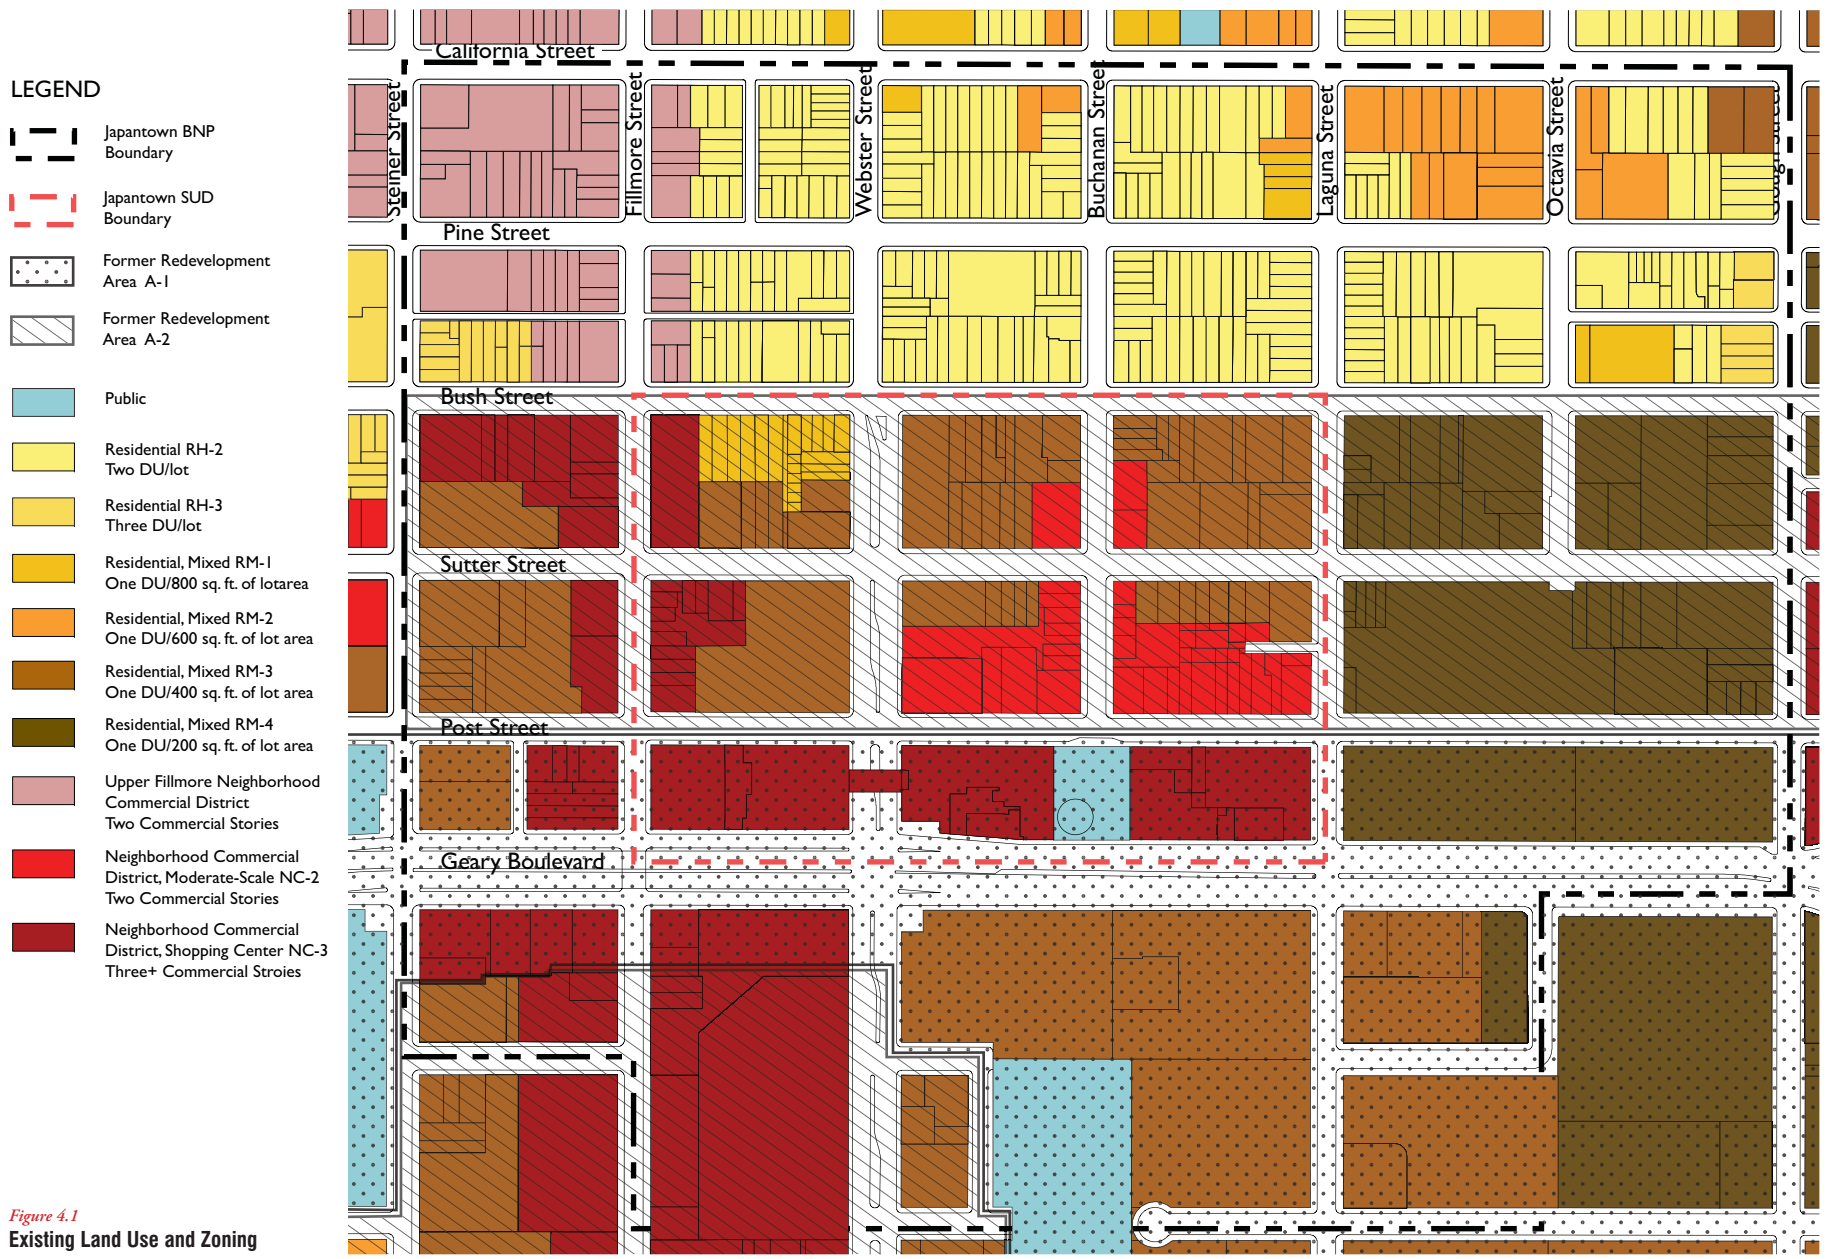 LEGEND
Japantown BNP
Boundary
Japantown SUD
Boundary
Former Redevelopment
Area A-1
Former Redevelopment
Area A-2
Public
Residential RH-2
Two DU/lot
Residential RH-3
Three DU/lot
Residential, Mixed RM-1
One DU/800 sq. ft. of lotarea
Residential, Mixed RM-2
One DU/600 sq. ft. of lot area
Residential, Mixed RM-3
One DU/400 sq. ft. of lot area
Residential, Mixed RM-4
One DU/200 sq. ft. of lot area
Upper Fillmore Neighborhood
Commercial District
Two Commercial Stories
Neighborhood Commercial
District, Moderate-Scale NC-2
Two Commercial Stories
Neighborhood Commercial
District, Shopping Center NC-3
Three+ Commercial Stroies
Figure 4.1
Existing Land Use and Zoning
California Street
Steiner Street
Fillmore Street
Webster Street
Buchanan Street
Laguna Street
Octavia Street
Gough Street
Pine Street
Bush Street
Sutter Street
Post Street
Geary Boulevard